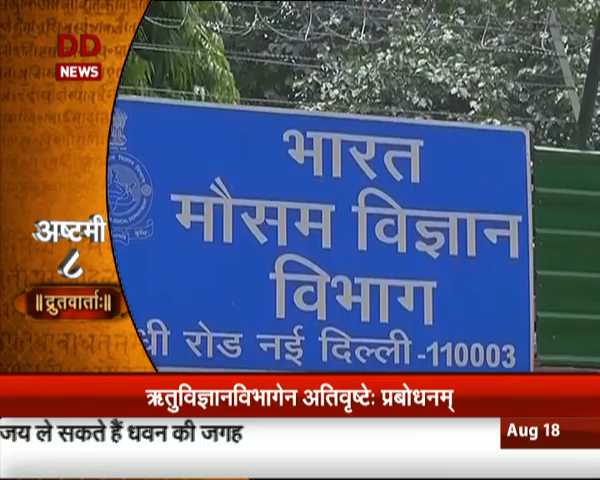 DD
NEWS
भारत
मौसम विज्ञान
विभाग
धी रोड नई दिल्ली -110003
अष्टमी
८
॥द्रुतवार्ताः॥
ऋतुविज्ञानविभागेन अतिवृष्टेः प्रबोधनम्
जय ले सकते हैं धवन की जगह
Aug 18